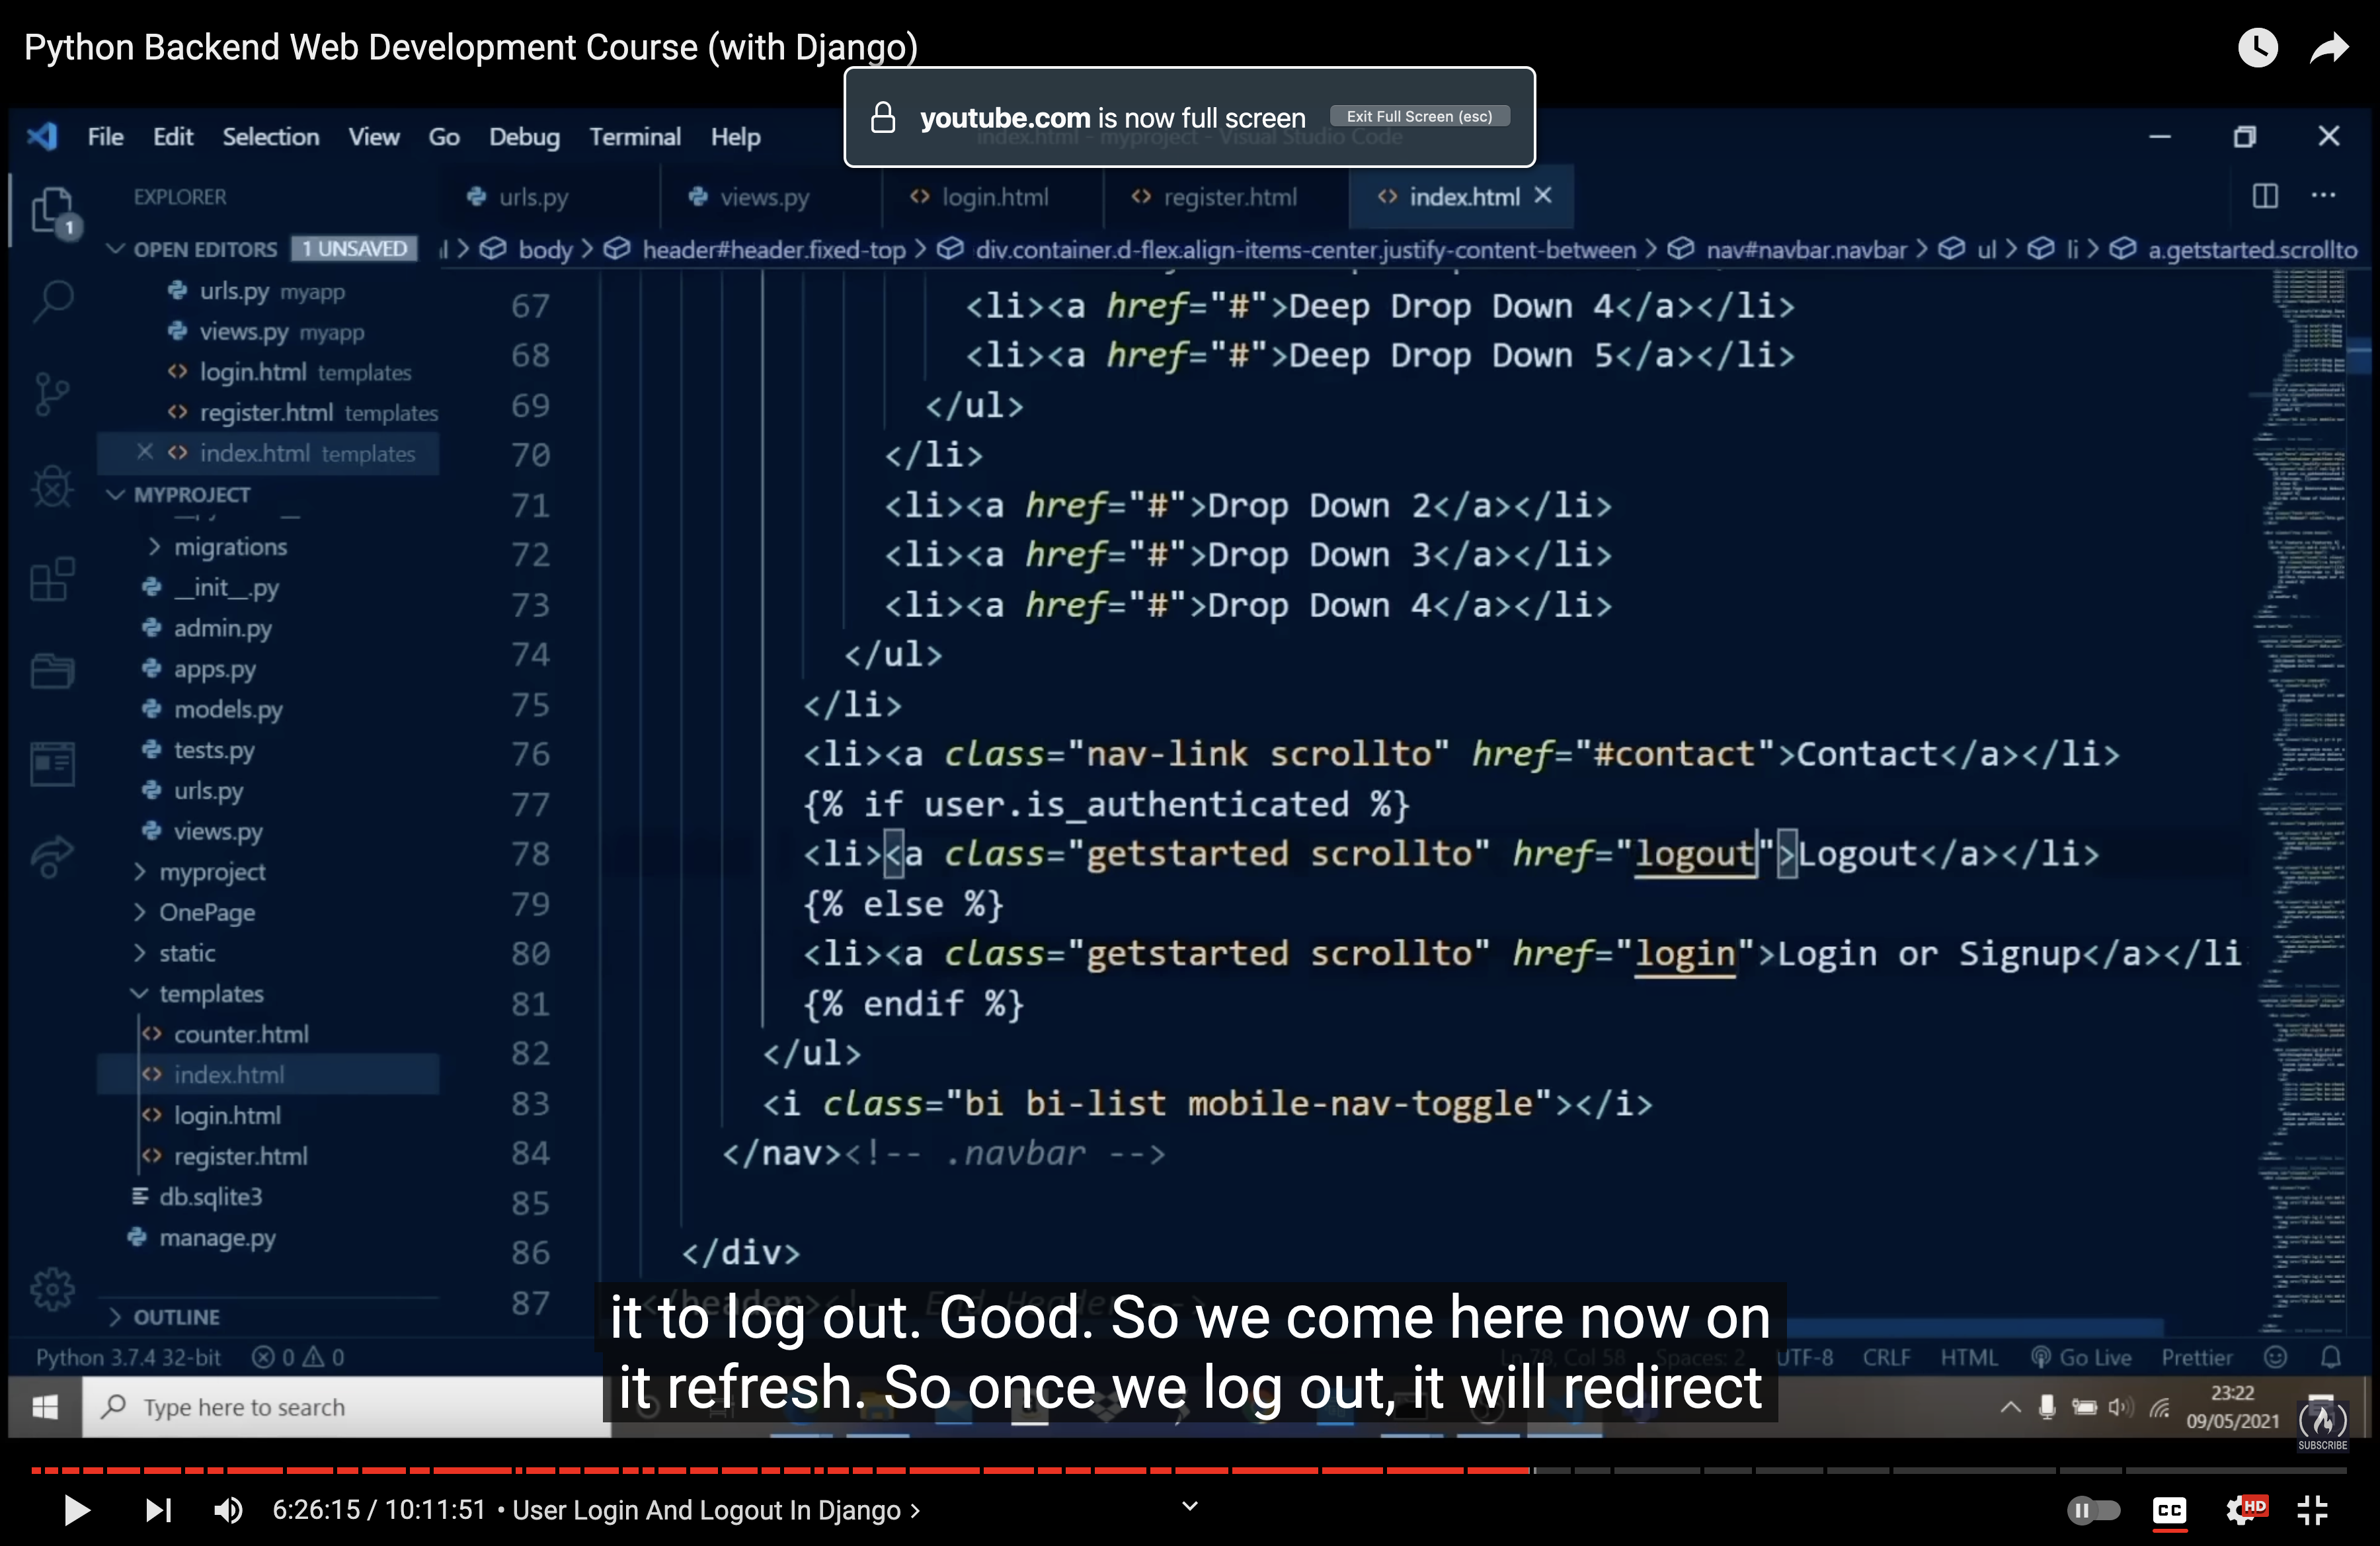 Python Backend Web Development Course (with Django)
youtube.com is now full screen Exit Full Screen (esc)
index.html - myproject - Visual Studio Code
File Edit Selection View Go Debug Terminal Help
EXPLORER
urls.py views.py login.html register.html index.html
OPEN EDITORS 1 UNSAVED
body header#header.fixed-top div.container.d-flex.align-items-center.justify-content-between nav#navbar.navbar ul li a.getstarted.scrollto
1
urls.py myapp
views.py myapp
login.html templates
register.html templates
index.html templates
MYPROJECT
migrations
__init__.py
admin.py
apps.py
models.py
tests.py
urls.py
views.py
myproject
OnePage
static
templates
counter.html
index.html
login.html
register.html
db.sqlite3
manage.py
OUTLINE
67 <li><a href="#">Deep Drop Down 4</a></li>
68 <li><a href="#">Deep Drop Down 5</a></li>
69 </ul>
70 </li>
71 <li><a href="#">Drop Down 2</a></li>
72 <li><a href="#">Drop Down 3</a></li>
73 <li><a href="#">Drop Down 4</a></li>
74 </ul>
75 </li>
76 <li><a class="nav-link scrollto" href="#contact">Contact</a></li>
77 {% if user.is_authenticated %}
78 <li><a class="getstarted scrollto" href="logout">Logout</a></li>
79 {% else %}
80 <li><a class="getstarted scrollto" href="login">Login or Signup</a></li
81 {% endif %}
82 </ul>
83 <i class="bi bi-list mobile-nav-toggle"></i>
84 </nav><!-- .navbar -->
85
86 </div>
87 </header><!-- End Header -->
it to log out. Good. So we come here now on
it refresh. So once we log out, it will redirect
Python 3.7.4 32-bit 0 0 Ln 78, Col 58 Spaces: 2 UTF-8 CRLF HTML Go Live Prettier
Type here to search
23:22
09/05/2021
SUBSCRIBE
6:26:15 / 10:11:51 • User Login And Logout In Django
CC
HD